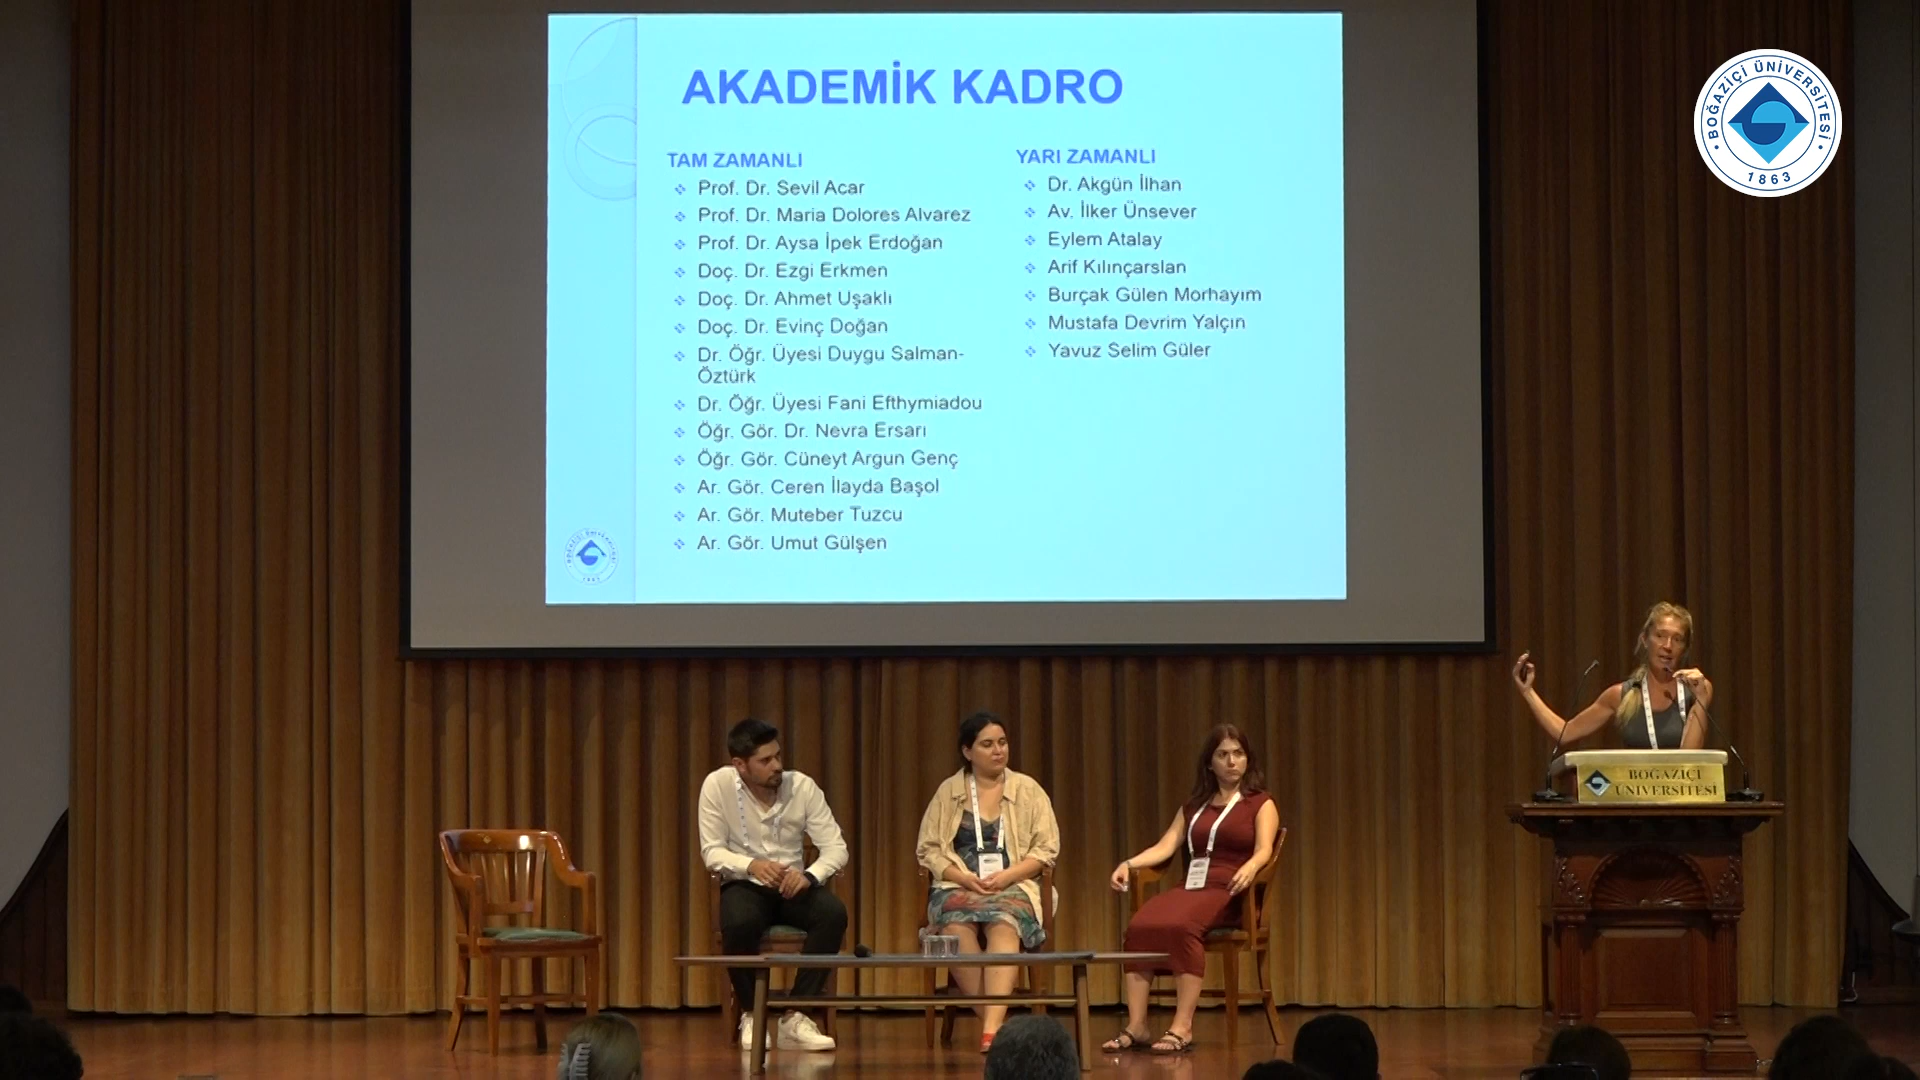 AKADEMİK KADRO
TAM ZAMANLI
Prof. Dr. Sevil Acar
Prof. Dr. Maria Dolores Alvarez
Prof. Dr. Aysa İpek Erdoğan
Doç. Dr. Ezgi Erkmen
Doç. Dr. Ahmet Uşaklı
Doç. Dr. Evinç Doğan
Dr. Öğr. Üyesi Duygu Salman-
Öztürk
Dr. Öğr. Üyesi Fani Efthymiadou
Öğr. Gör. Dr. Nevra Ersarı
Öğr. Gör. Cüneyt Argun Genç
Ar. Gör. Ceren İlayda Başol
Ar. Gör. Muteber Tuzcu
Ar. Gör. Umut Gülşen
YARI ZAMANLI
Dr. Akgün İlhan
Av. İlker Ünsever
Eylem Atalay
Arif Kılınçarslan
Burçak Gülen Morhayım
Mustafa Devrim Yalçın
Yavuz Selim Güler
BOĞAZİÇİ ÜNİVERSİTESİ
1863
BOĞAZİÇİ
ÜNİVERSİTESİ